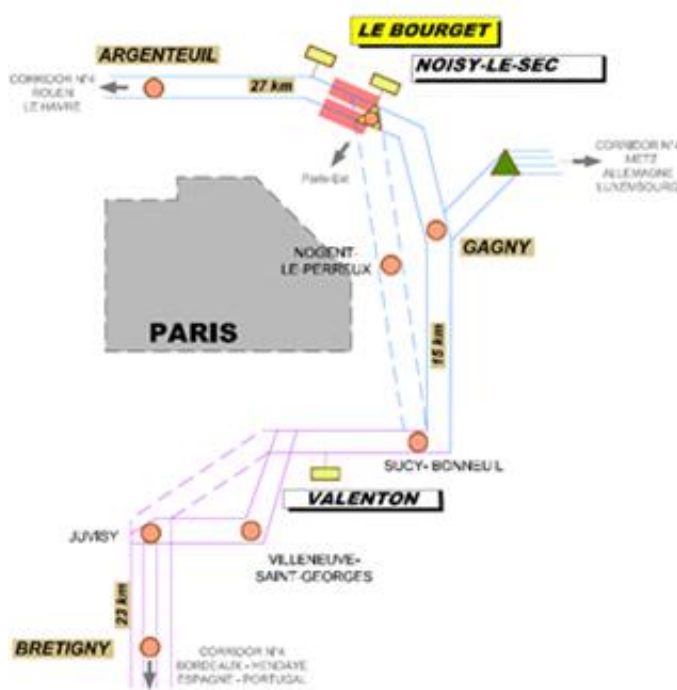 LE BOURGET
ARGENTEUIL
NOISY-LE-SEC
CORRIDOR N°4
ROUEN
LE HAVRE
27 km
Paris-Est
CORRIDOR N°4
METZ
ALLEMAGNE
LUXEMBOURG
GAGNY
NOGENT-
LE-PERREUX
PARIS
15 km
SUCY-BONNEUIL
VALENTON
JUVISY
VILLENEUVE-
SAINT-GEORGES
23 km
BRETIGNY
CORRIDOR N°4
BORDEAUX - HENDAYE
ESPAGNE - PORTUGAL